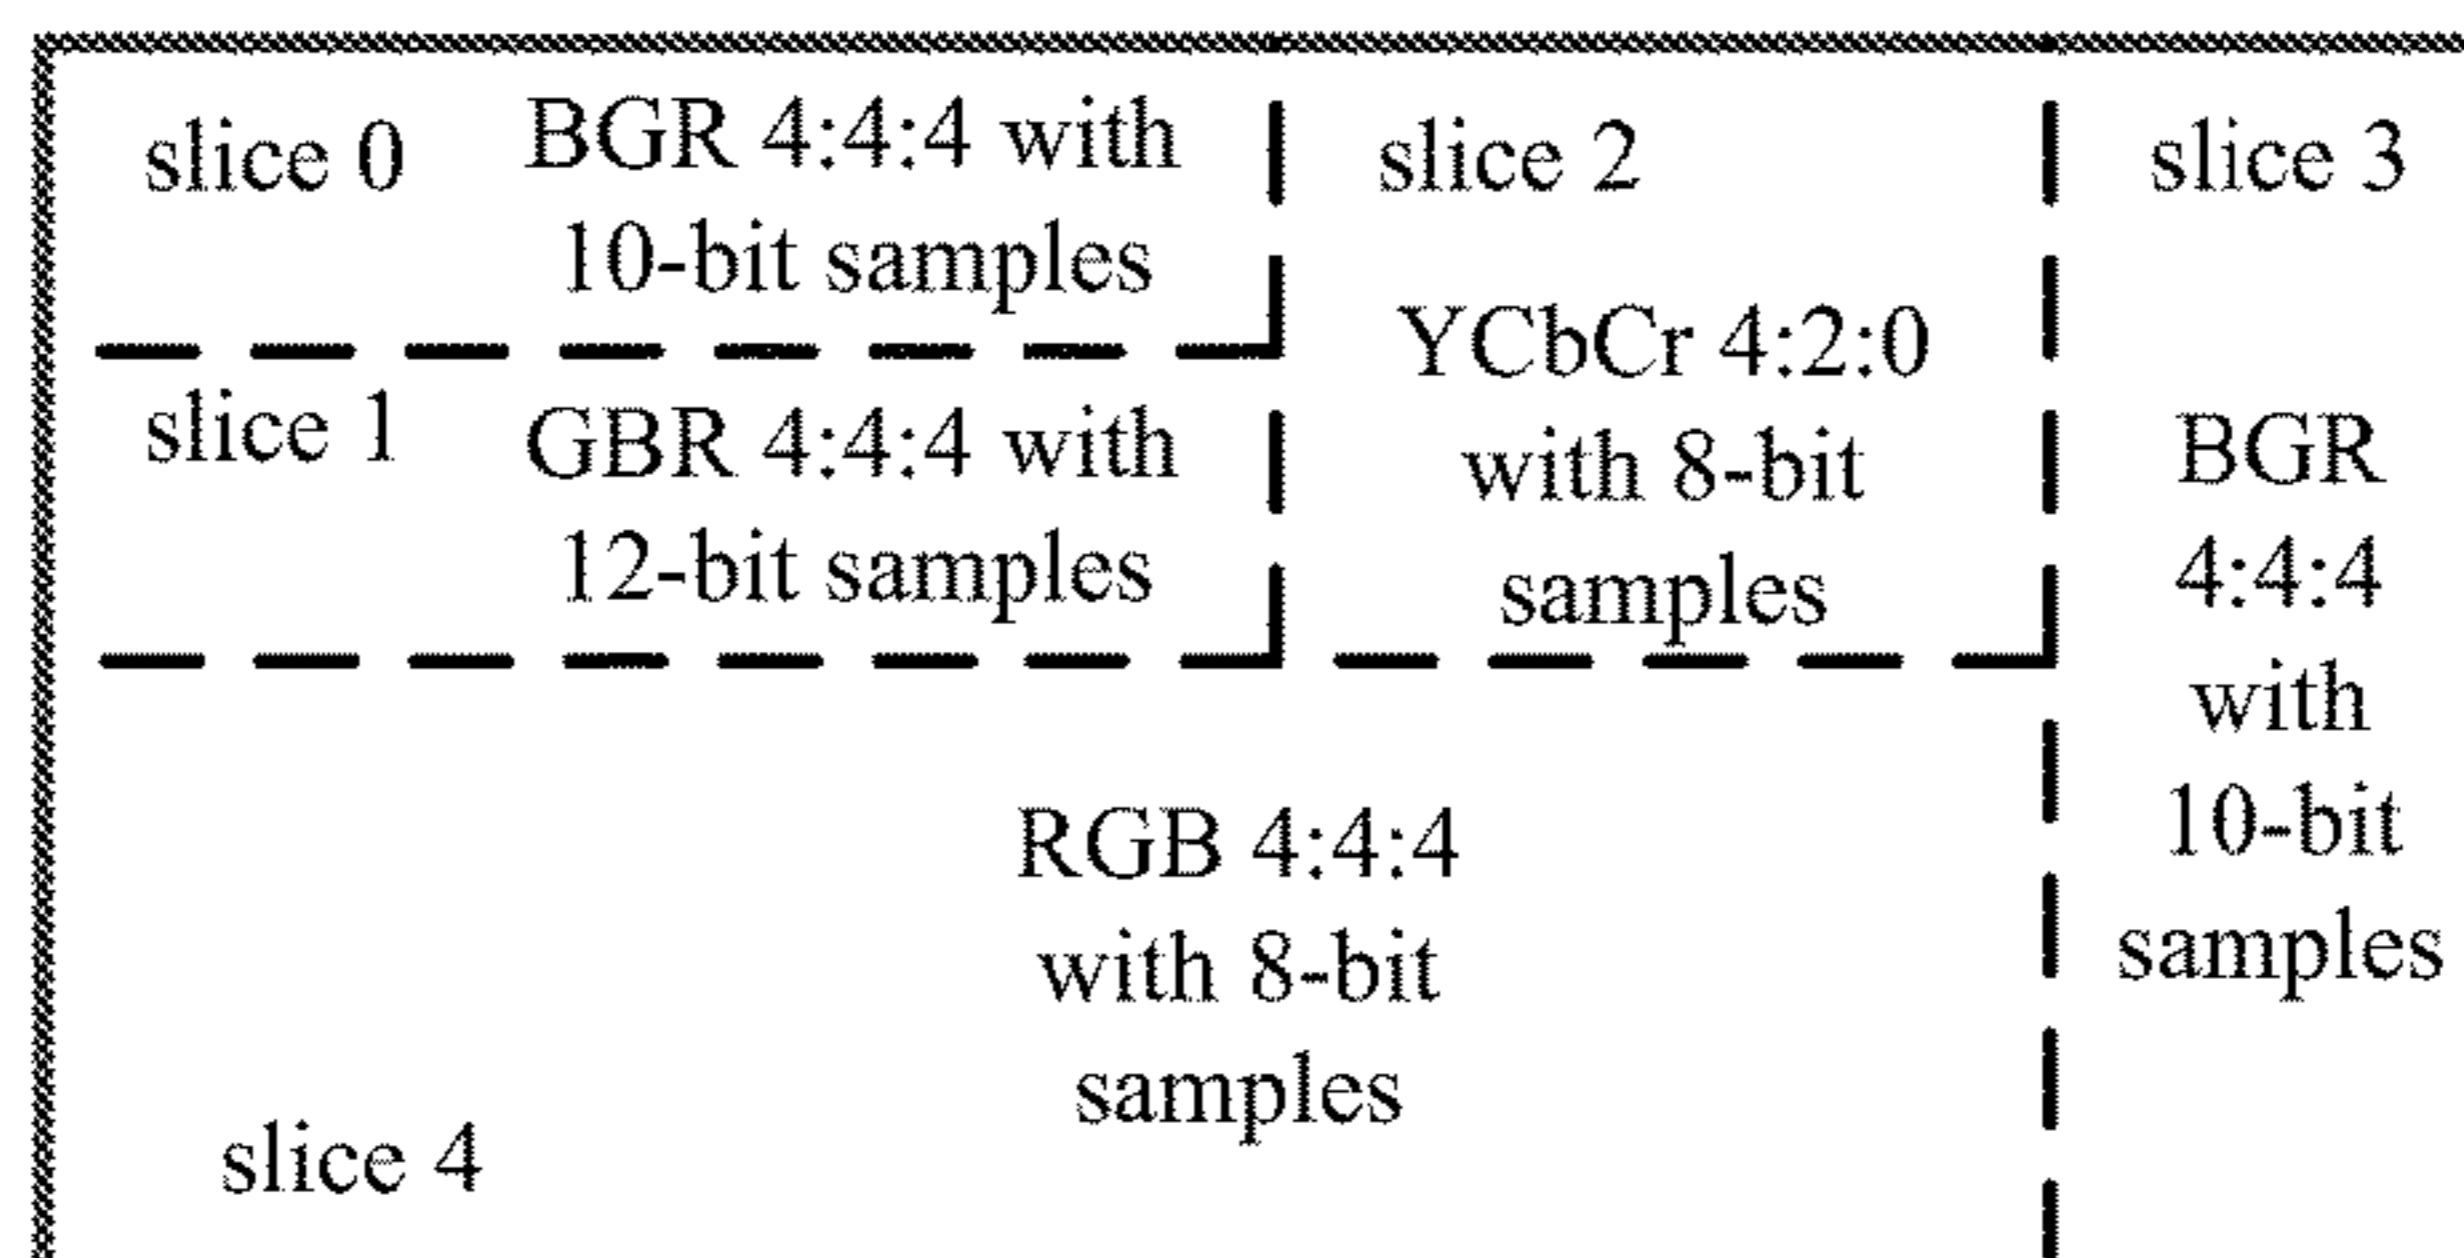 slice 0
BGR 4:4:4 with
10-bit samples
slice 1
GBR 4:4:4 with
12-bit samples
slice 2
YCbCr 4:2:0
with 8-bit
samples
slice 3
BGR
4:4:4
with
10-bit
samples
RGB 4:4:4
with 8-bit
samples
slice 4